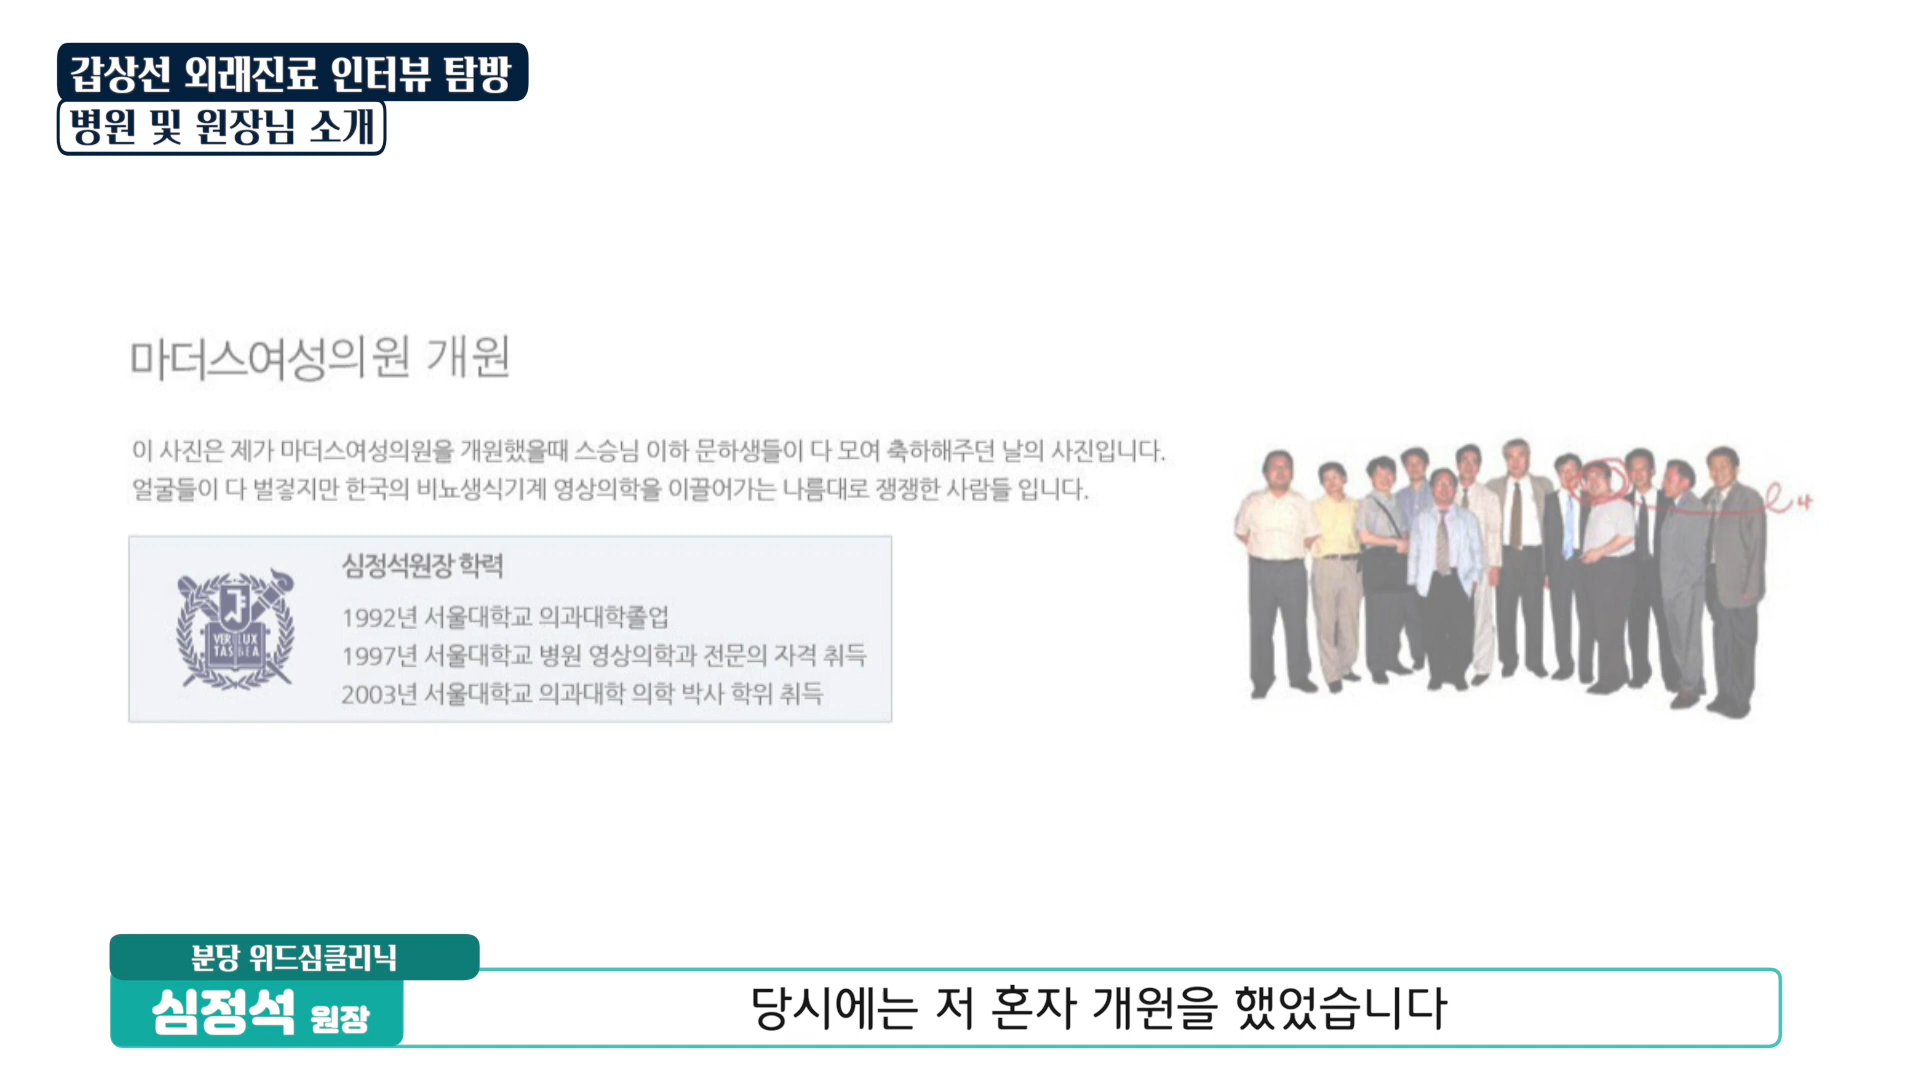 갑상선 외래진료 인터뷰 탐방
병원 및 원장님 소개
마더스여성의원 개원
이 사진은 제가 마더스여성의원을 개원했을때 스승님 이하 문하생들이 다 모여 축하해주던 날의 사진입니다.
얼굴들이 다 벌겋지만 한국의 비뇨생식기계 영상의학을 이끌어가는 나름대로 쟁쟁한 사람들 입니다.
나
심정석원장 학력
1992년 서울대학교 의과대학졸업
1997년 서울대학교 병원 영상의학과 전문의 자격 취득
2003년 서울대학교 의과대학 의학 박사 학위 취득
VERI LUX
TAS MEA
분당 위드심클리닉
심정석 원장
당시에는 저 혼자 개원을 했었습니다